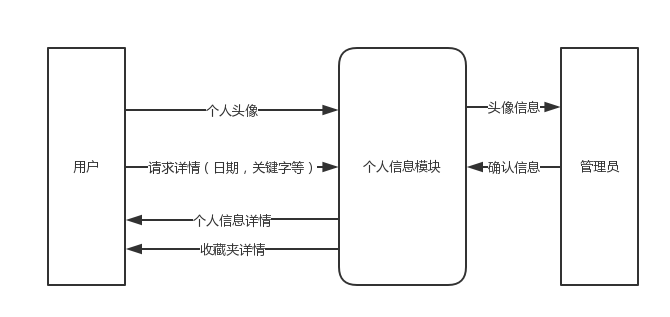 个人头像
头像信息
用户
请求详情（日期，关键字等）
个人信息模块
确认信息
管理员
个人信息详情
收藏夹详情